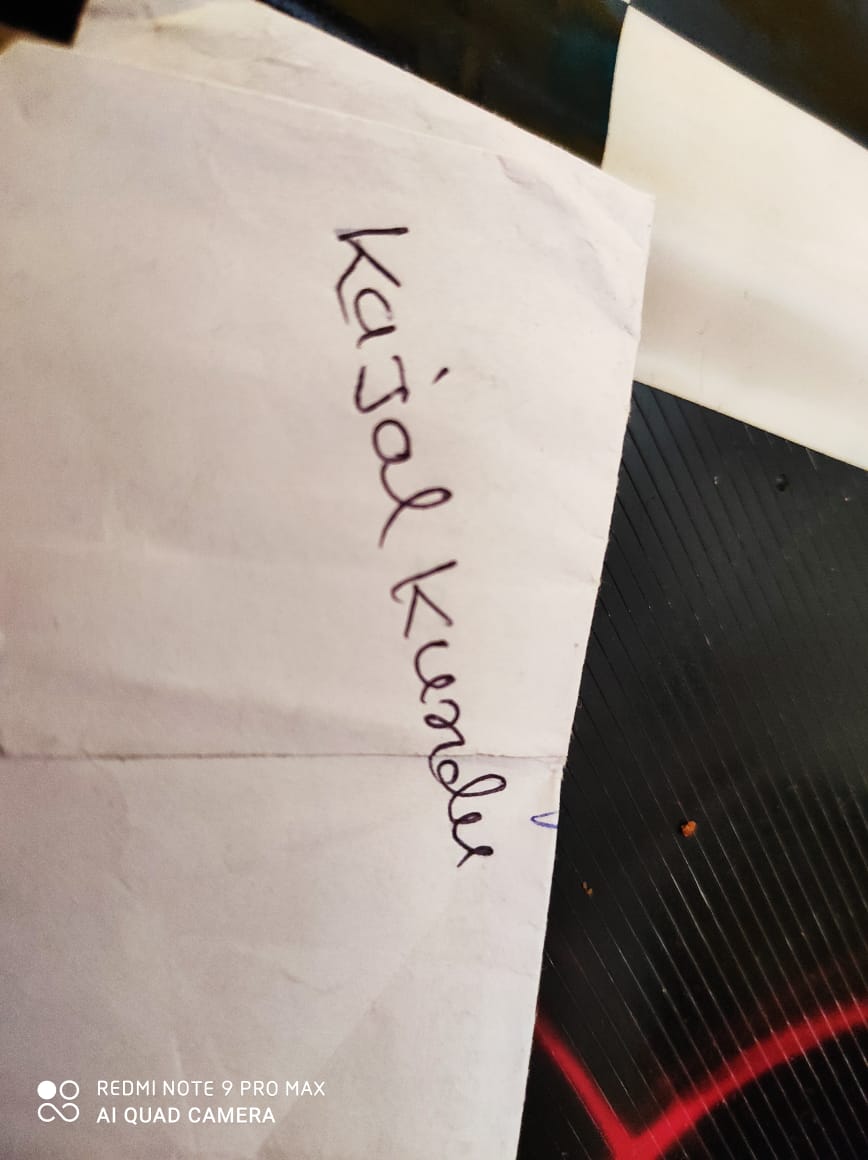 Kajal Kundu
REDMI NOTE 9 PRO MAX
AI QUAD CAMERA